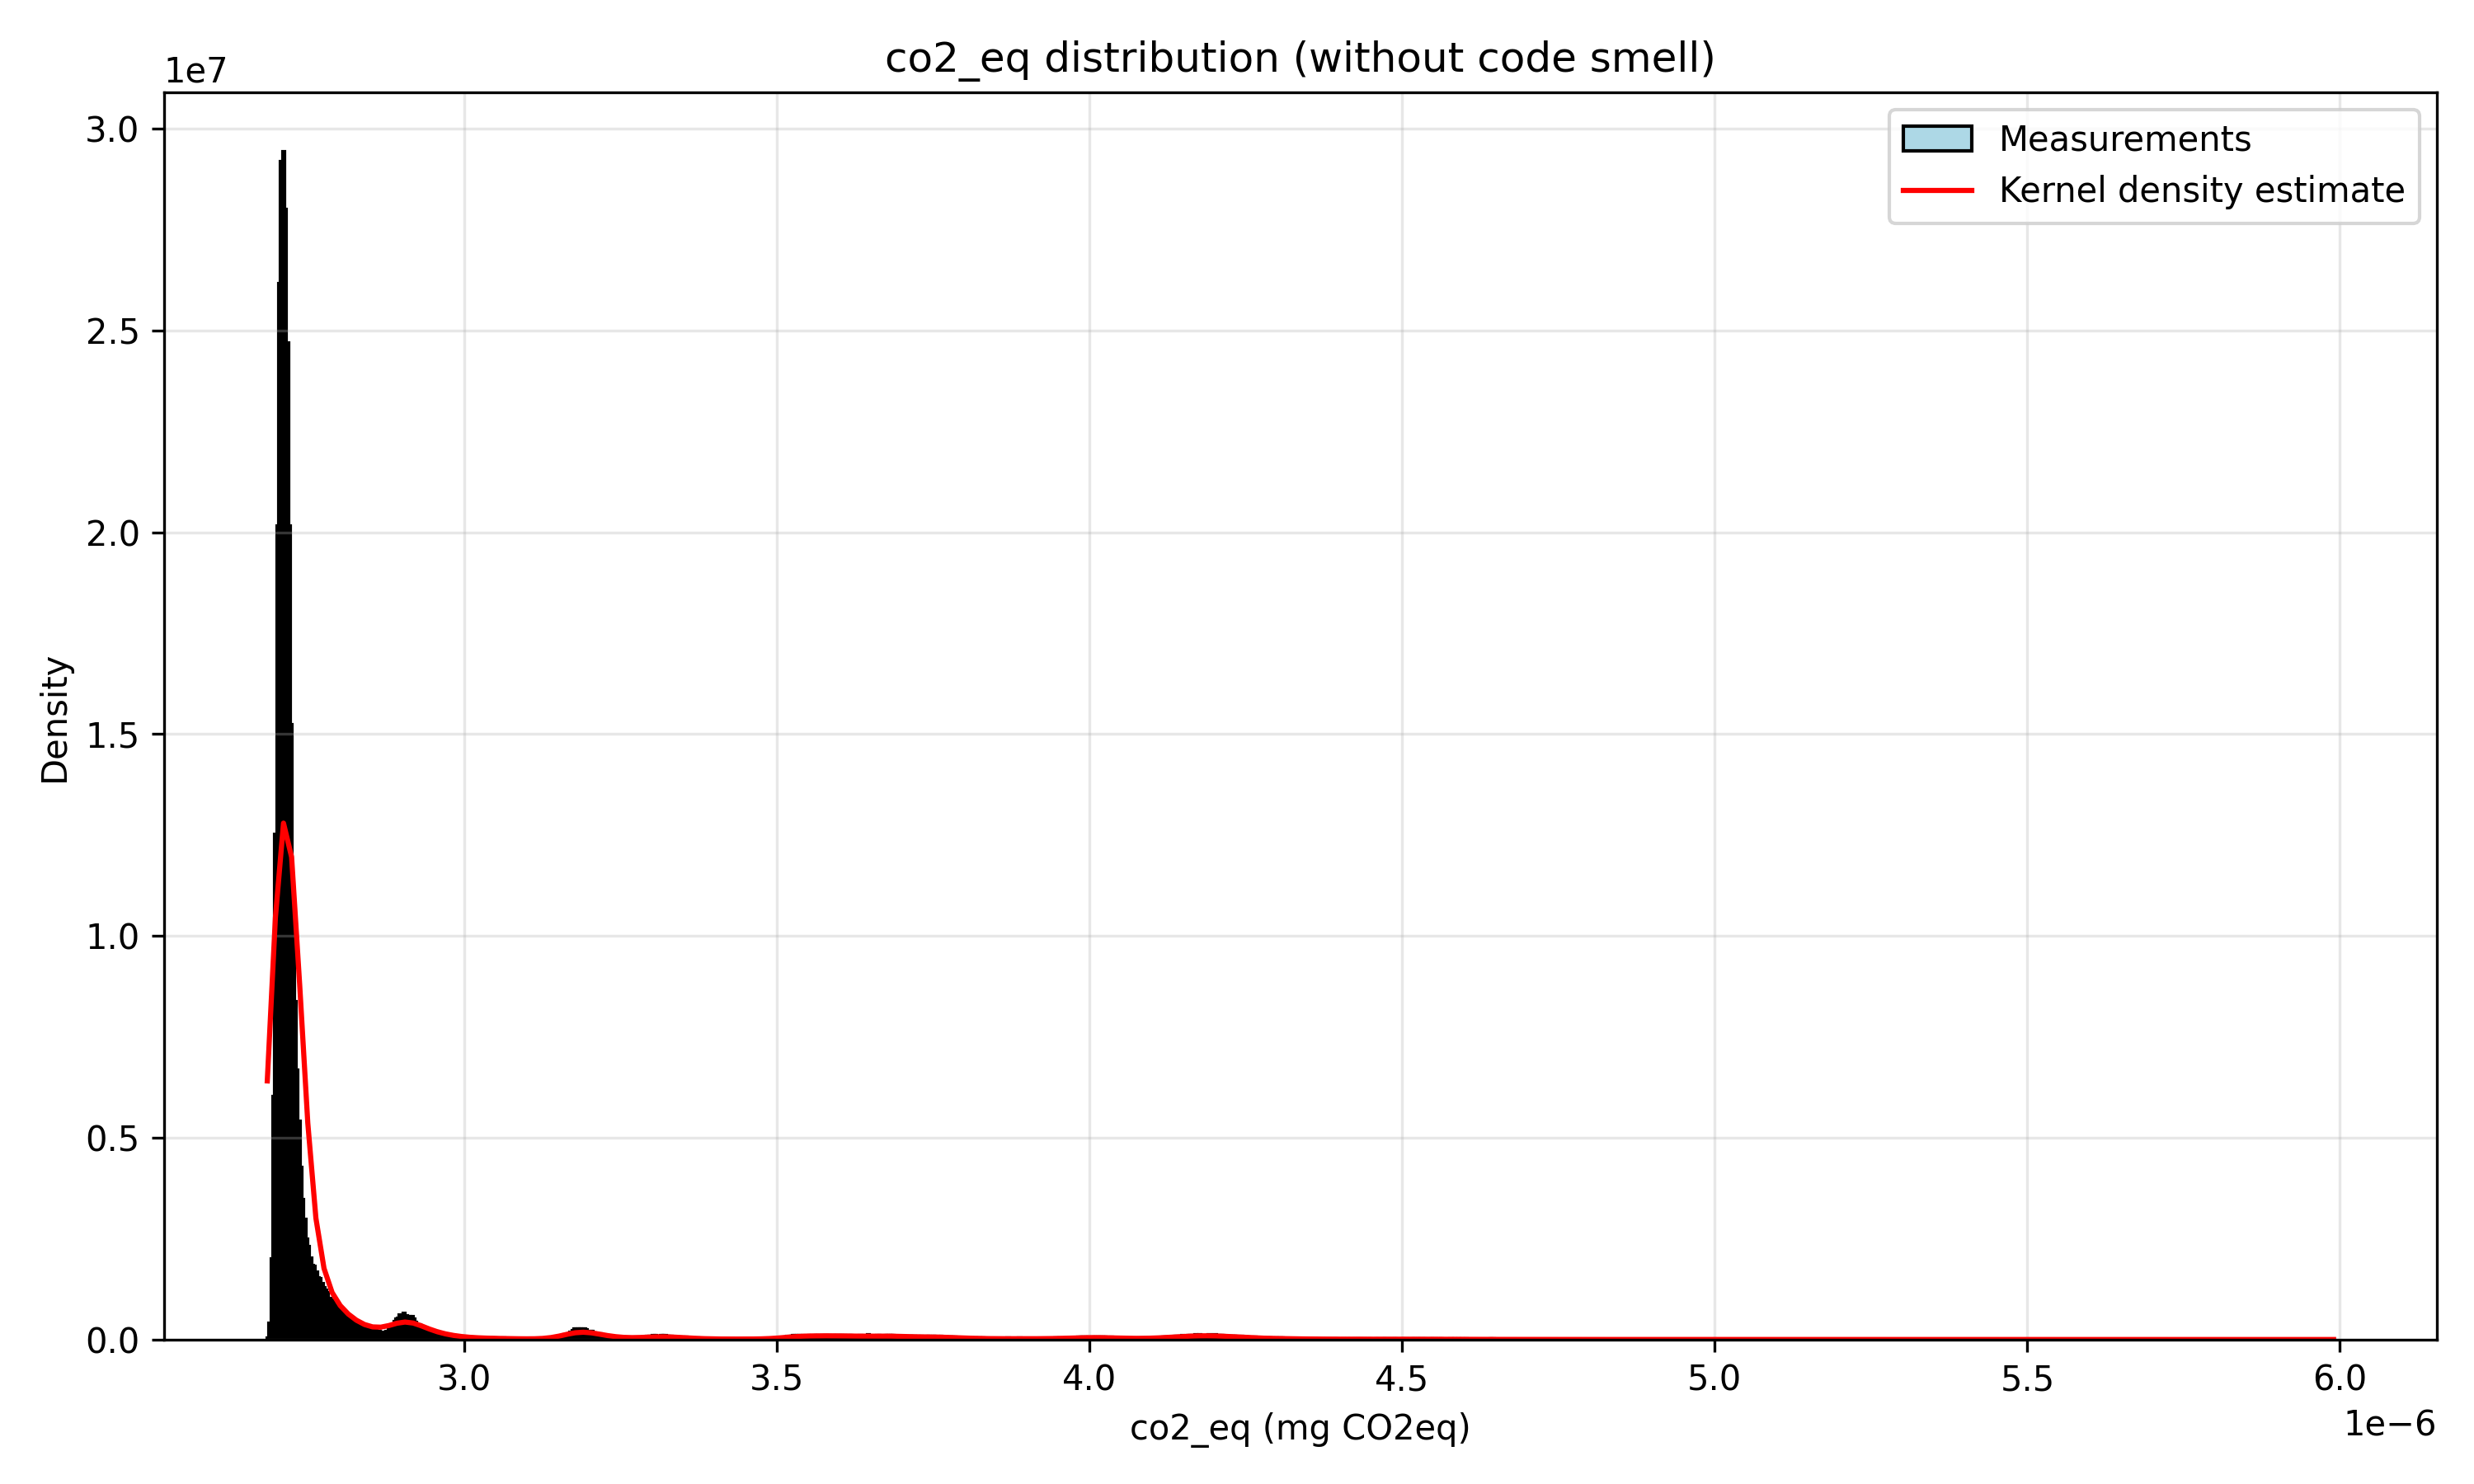 co2_eq distribution (without code smell)
1e7
Measurements
Kernel density estimate
3.0
2.5
2.0
1.5
1.0
0.5
0.0
Density
3.0 3.5 4.0 4.5 5.0 5.5 6.0
1e−6
co2_eq (mg CO2eq)